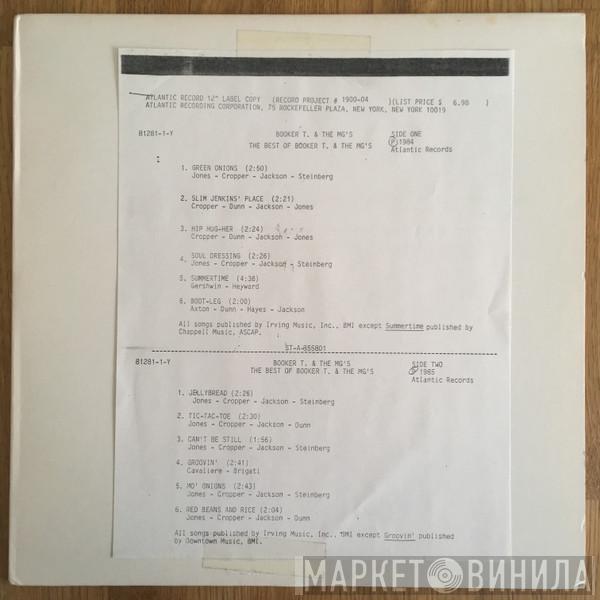 ATLANTIC RECORD 12" LABEL COPY (RECORD PROJECT # 1900-04 )(LIST PRICE $ 6.98 )
ATLANTIC RECORDING CORPORATION, 75 ROCKEFELLER PLAZA, NEW YORK, NEW YORK 10019
81281-1-Y BOOKER T. & THE MG'S SIDE ONE
THE BEST OF BOOKER T. & THE MG'S Ⓟ1984
Atlantic Records
1. GREEN ONIONS (2:50)
Jones - Cropper - Jackson - Steinberg
2. SLIM JENKINS' PLACE (2:21)
Cropper - Dunn - Jackson - Jones
3. HIP HUG-HER (2:24)
Cropper - Dunn - Jackson - Jones
4. SOUL DRESSING (2:26)
Jones - Cropper - Jackson - Steinberg
5. SUMMERTIME (4:38)
Gershwin - Heyward
6. BOOT-LEG (2:00)
Axton - Dunn - Hayes - Jackson
All songs published by Irving Music, Inc., BMI except Summertime published by
Chappell Music, ASCAP.
ST-A-855801
81281-1-Y BOOKER T. & THE MG'S SIDE TWO
THE BEST OF BOOKER T. & THE MG'S Ⓟ1985
Atlantic Records
1. JELLYBREAD (2:26)
Jones - Cropper - Jackson - Steinberg
2. TIC-TAC-TOE (2:30)
Jones - Cropper - Jackson - Dunn
3. CAN'T BE STILL (1:56)
Jones - Cropper - Jackson - Steinberg
4. GROOVIN' (2:41)
Cavaliere - Brigati
5. MO' ONIONS (2:43)
Jones - Cropper - Jackson - Steinberg
6. RED BEANS AND RICE (2:04)
Jones - Cropper - Jackson - Dunn
All songs published by Irving Music, Inc., BMI except Groovin' published
by Downtown Music, BMI.
МАРКЕТ ВИНИЛА